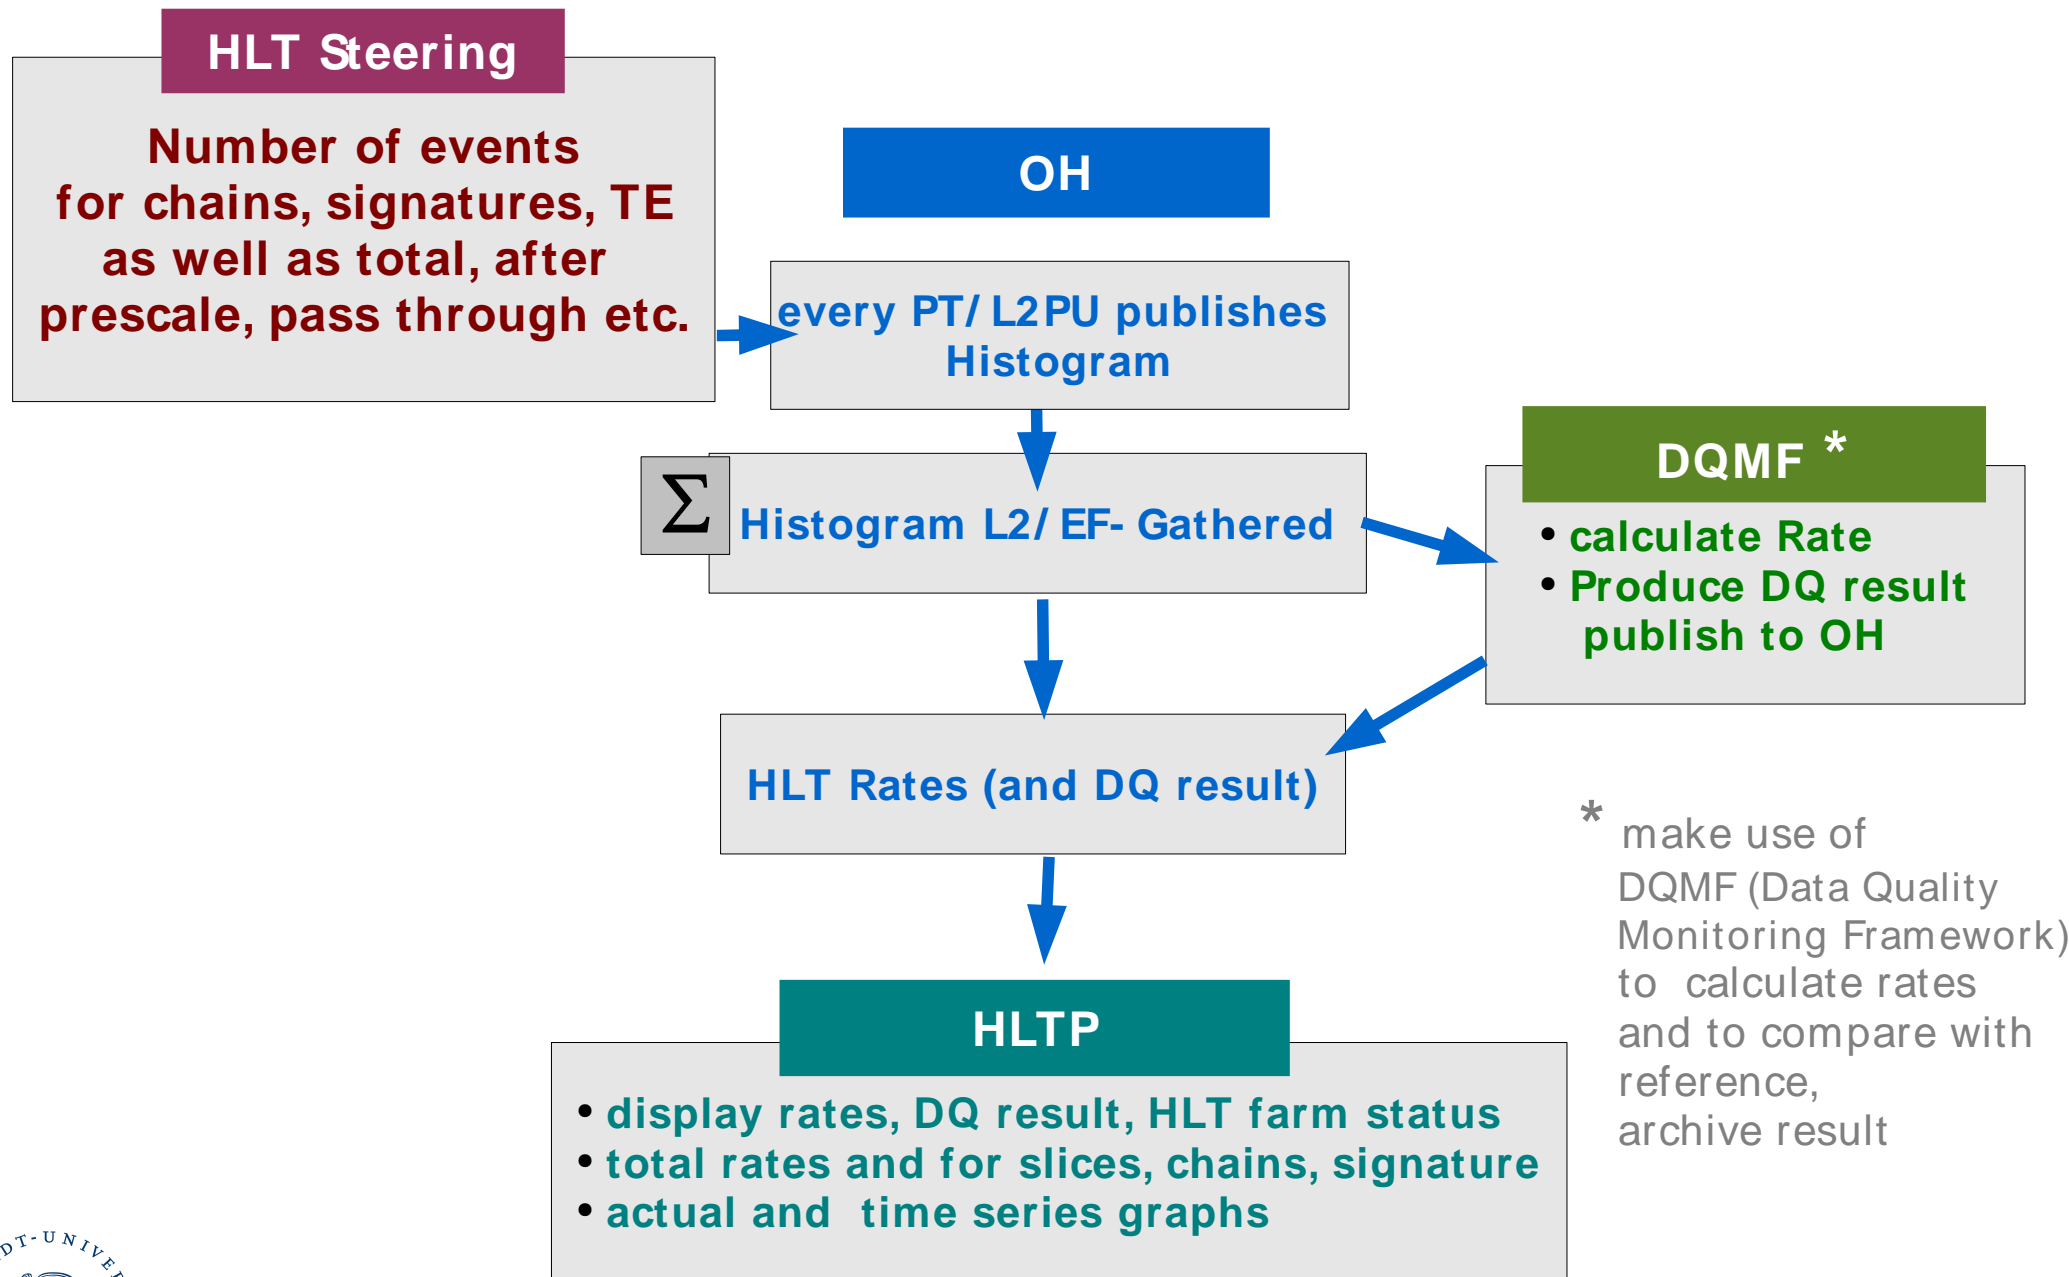 HLT Steering
Number of events
for chains, signatures, TE
as well as total, after
prescale, pass through etc.
OH
every PT/ L2PU publishes
Histogram
Σ
Histogram L2/ EF- Gathered
DQMF *
• calculate Rate
• Produce DQ result
publish to OH
HLT Rates (and DQ result)
* make use of
DQMF (Data Quality
Monitoring Framework)
to calculate rates
and to compare with
reference,
archive result
HLTP
• display rates, DQ result, HLT farm status
• total rates and for slices, chains, signature
• actual and time series graphs